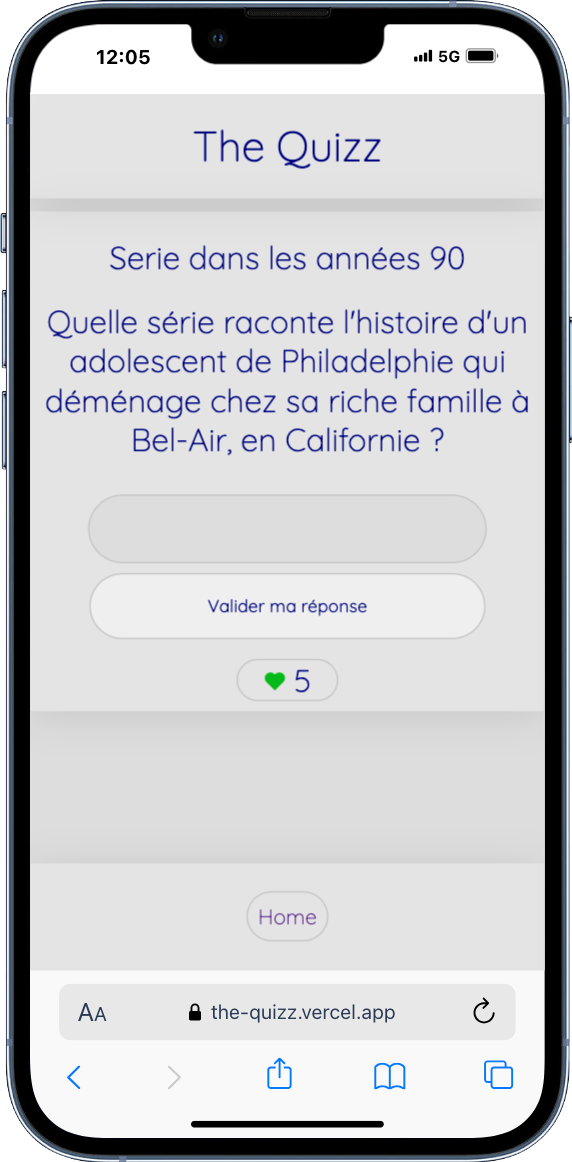 12:05
5G
The Quizz
Serie dans les années 90
Quelle série raconte l'histoire d'un
adolescent de Philadelphie qui
déménage chez sa riche famille à
Bel-Air, en Californie ?
Valider ma réponse
5
Home
AA the-quizz.vercel.app